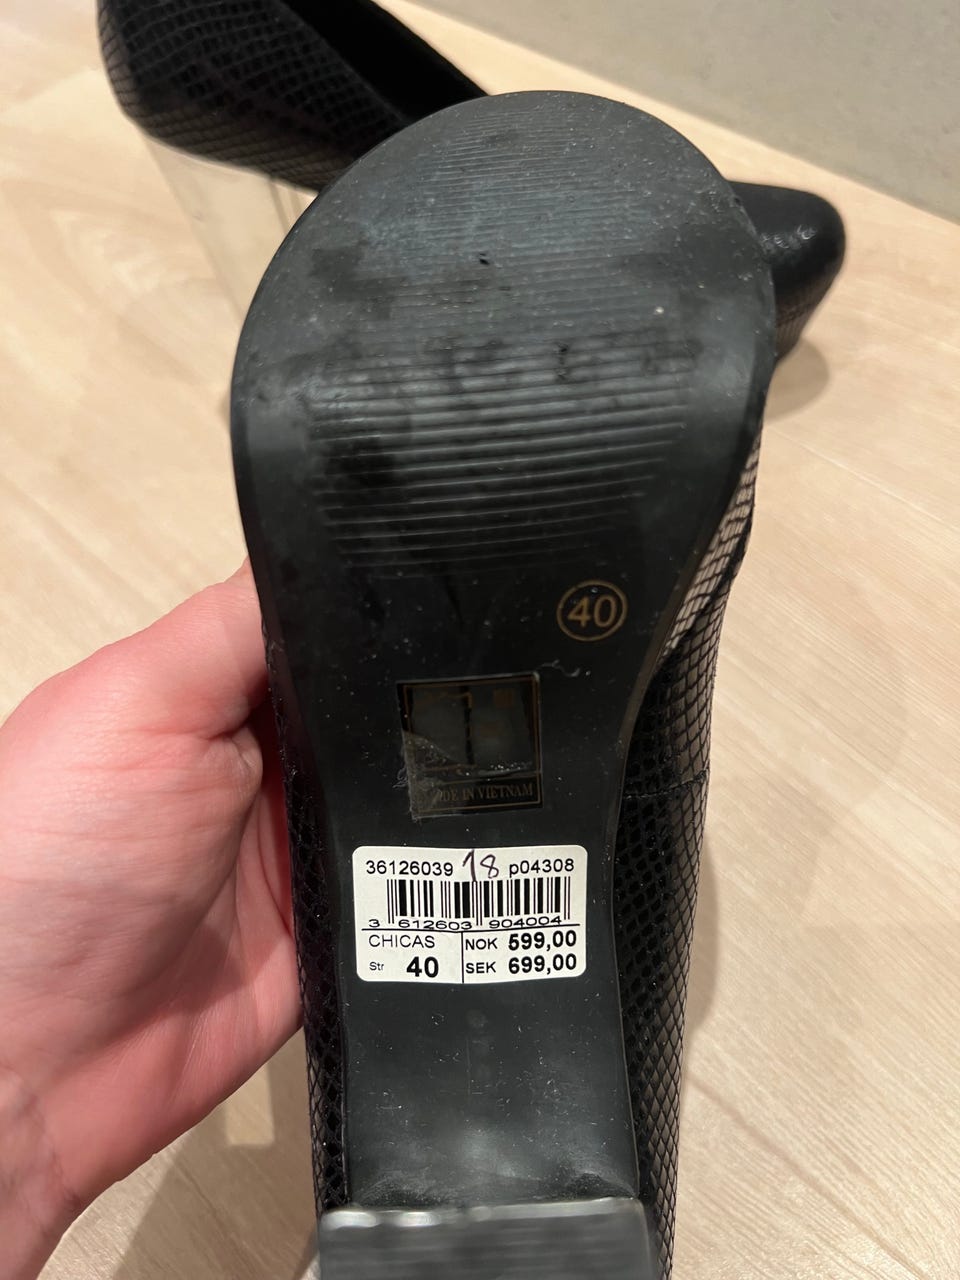 40
MADE IN VIETNAM
36126039 18 p04308
3 612603 904004
CHICAS NOK 599,00
Str 40 SEK 699,00